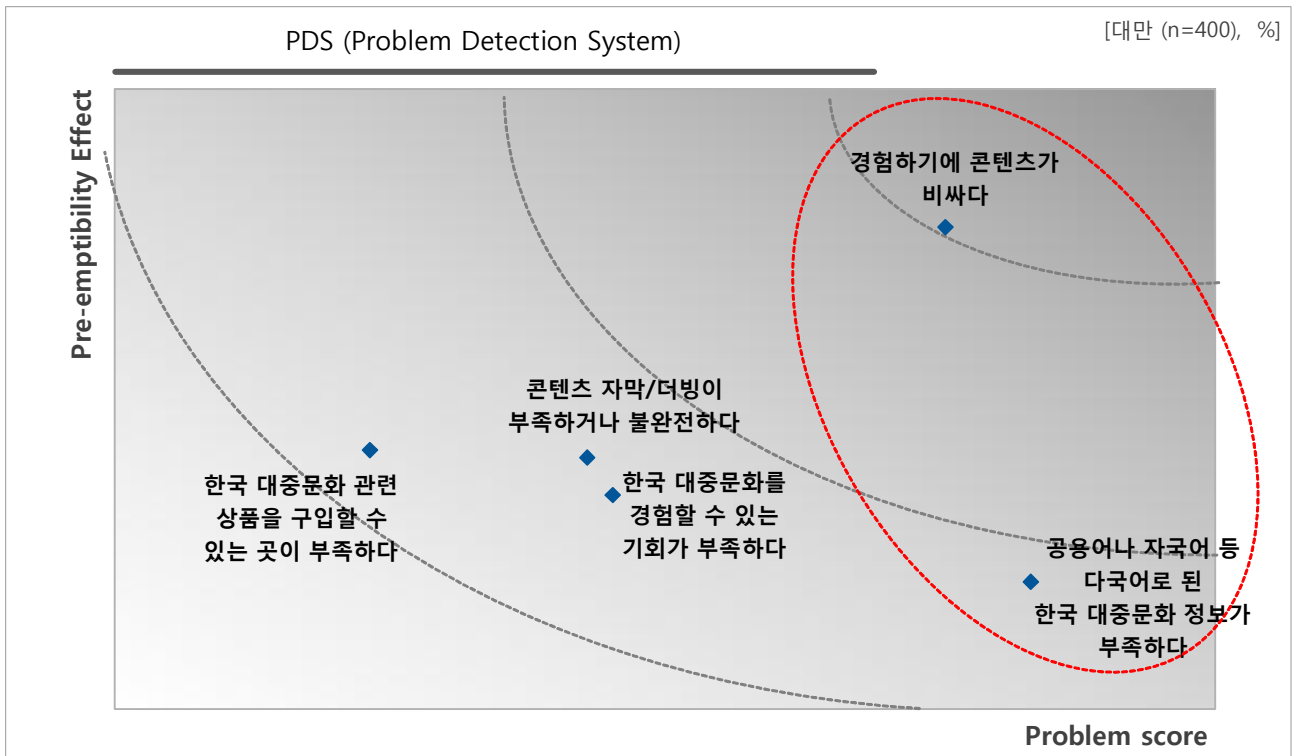 PDS (Problem Detection System)
[대만 (n=400), %]
Pre-emptibility Effect
경험하기에 콘텐츠가
비싸다
콘텐츠 자막/더빙이
부족하거나 불완전하다
한국 대중문화 관련
상품을 구입할 수
있는 곳이 부족하다
한국 대중문화를
경험할 수 있는
기회가 부족하다
공용어나 자국어 등
다국어로 된
한국 대중문화 정보가
부족하다
Problem score